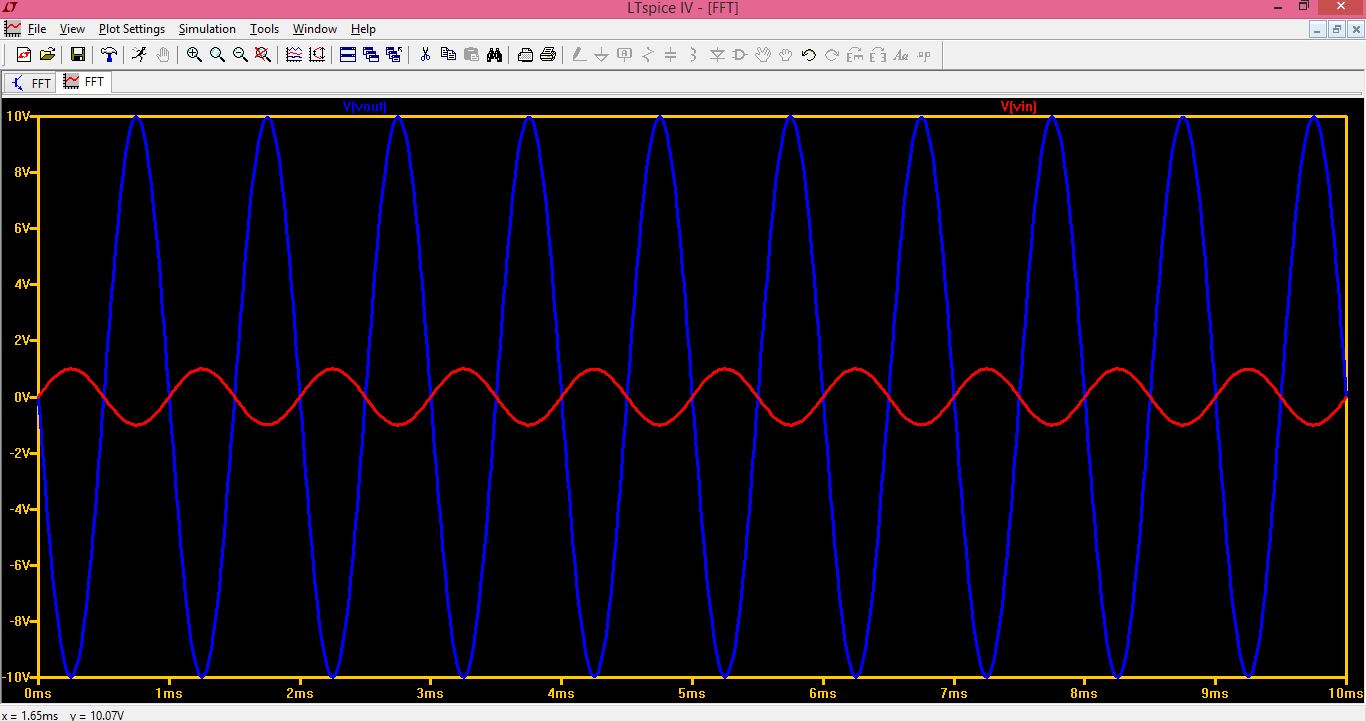 LTspice IV - [FFT]
File View Plot Settings Simulation Tools Window Help
Aa .op
FFT FFT
V(vout) V(vin)
10V
8V
6V
4V
2V
0V
-2V
-4V
-6V
-8V
-10V
0ms 1ms 2ms 3ms 4ms 5ms 6ms 7ms 8ms 9ms 10ms
x = 1.65ms y = 10.07V